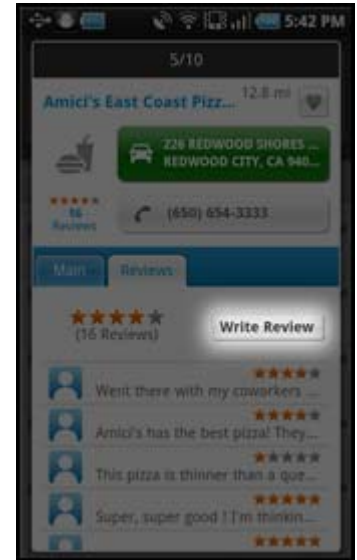 5:42 PM
5/10
Amici's East Coast Pizz... 12.8 mi
226 REDWOOD SHORES ...
REDWOOD CITY, CA 940...
16
Reviews
(650) 654-3333
Main Reviews
(16 Reviews)
Write Review
Went there with my coworkers ...
Amici's has the best pizza! They...
This pizza is thinner than a que...
Super, super good ! I'm thinkin...